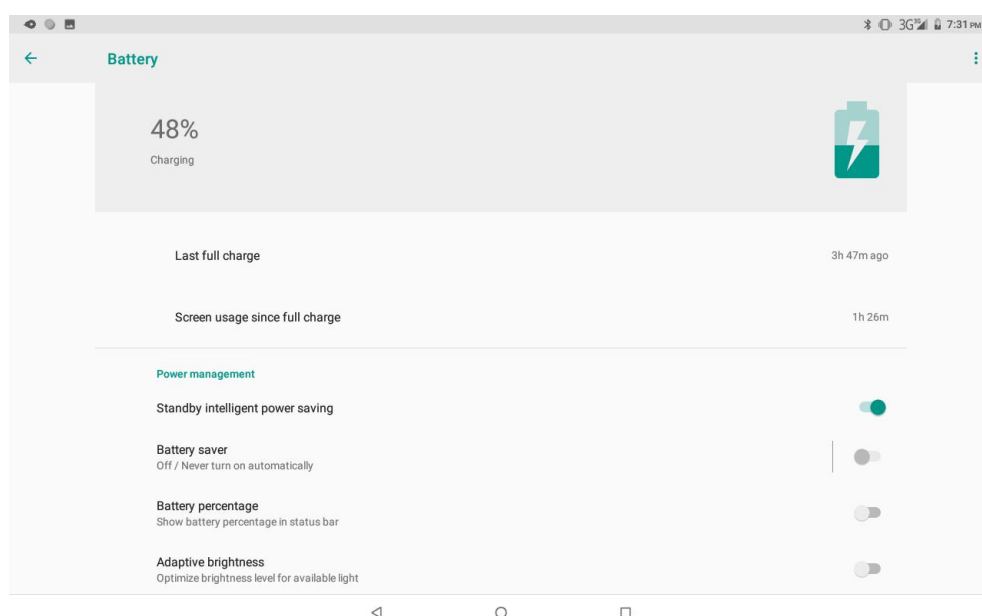 3G 3G 7:31 PM
Battery
48%
Charging
Last full charge 3h 47m ago
Screen usage since full charge 1h 26m
Power management
Standby intelligent power saving
Battery saver
Off / Never turn on automatically
Battery percentage
Show battery percentage in status bar
Adaptive brightness
Optimize brightness level for available light